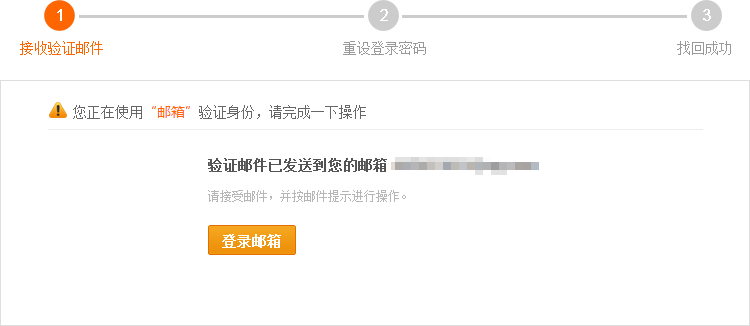 1 2 3
接收验证邮件 重设登录密码 找回成功
您正在使用“邮箱”验证身份，请完成一下操作
验证邮件已发送到您的邮箱
请接受邮件，并按邮件提示进行操作。
登录邮箱